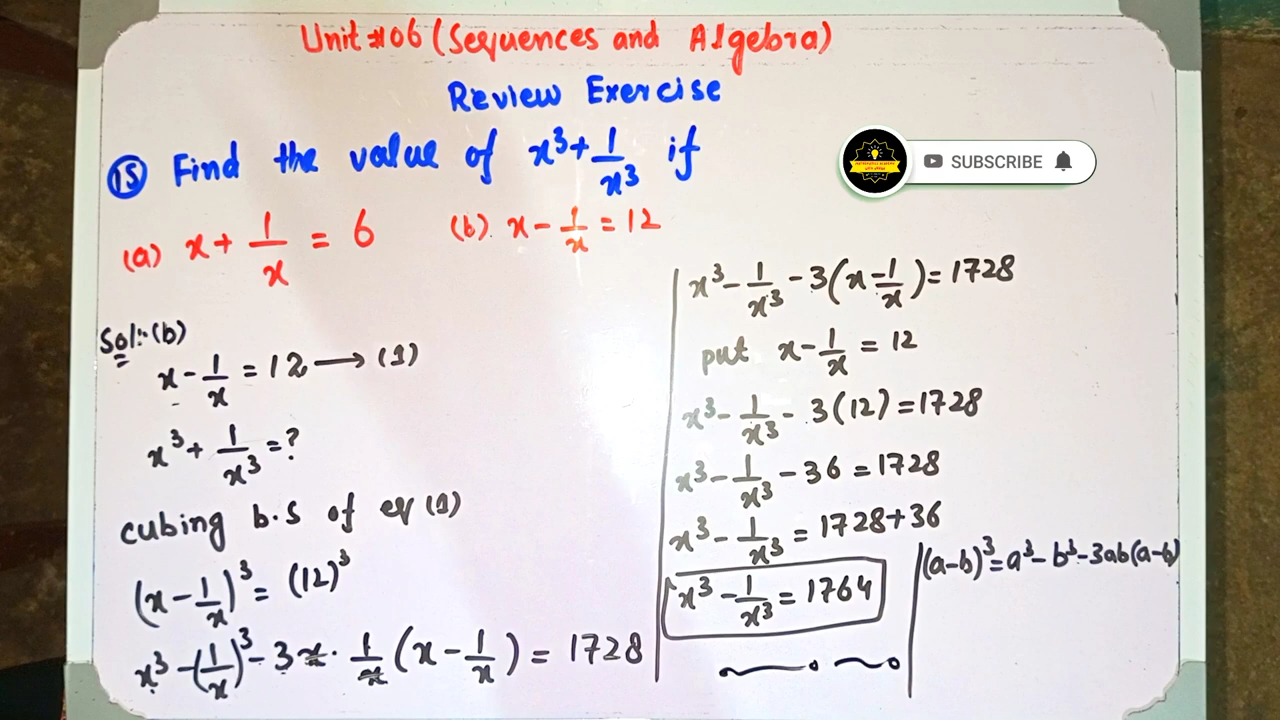 Unit #06 (Sequences and Algebra)
Review Exercise
(15) Find the value of x³ + 1/x³ if
(a) x + 1/x = 6 (b). x - 1/x = 12
SUBSCRIBE
Sol:- (b)
x - 1/x = 12 → (1)
x³ + 1/x³ = ?
cubing b.s of eq (1)
(x - 1/x)³ = (12)³
x³ - (1/x)³ - 3x · 1/x (x - 1/x) = 1728
x³ - 1/x³ - 3(x - 1/x) = 1728
put x - 1/x = 12
x³ - 1/x³ - 3(12) = 1728
x³ - 1/x³ - 36 = 1728
x³ - 1/x³ = 1728 + 36
x³ - 1/x³ = 1764
(a-b)³ = a³ - b³ - 3ab(a-b)